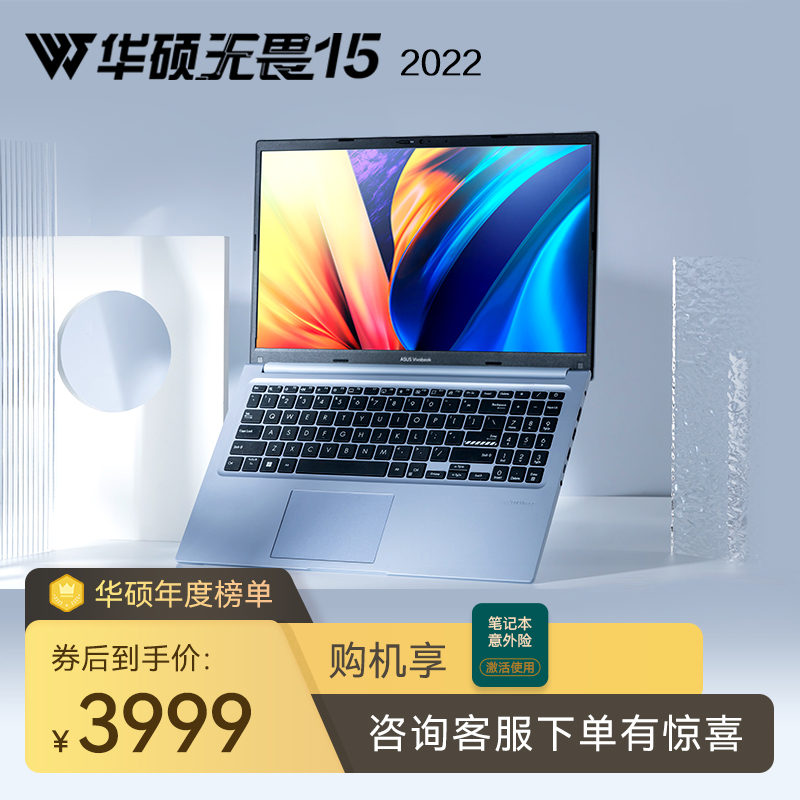 华硕无畏15 2022
ASUS Vivobook
华硕年度榜单
券后到手价:
¥3999
购机享
笔记本
意外险
激活使用
咨询客服下单有惊喜